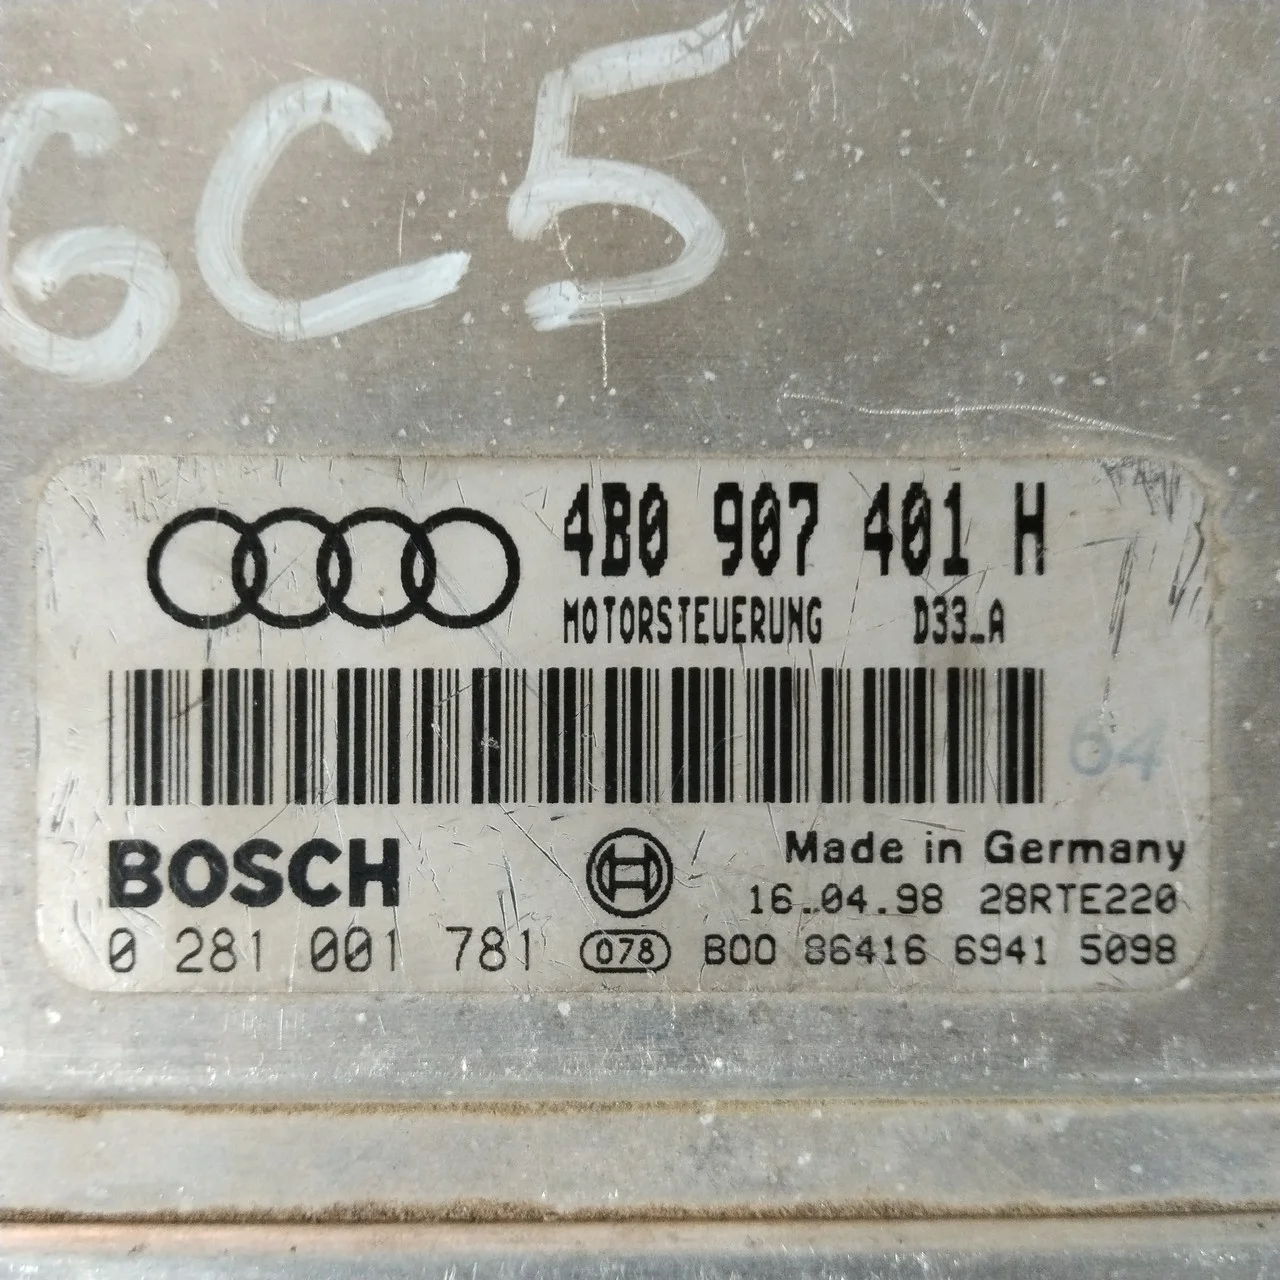 6C5
4B0 907 401 H
MOTORSTEUERUNG D33_A
64
BOSCH
Made in Germany
16.04.98 28RTE220
0 281 001 781 078 B00 86416 6941 5098